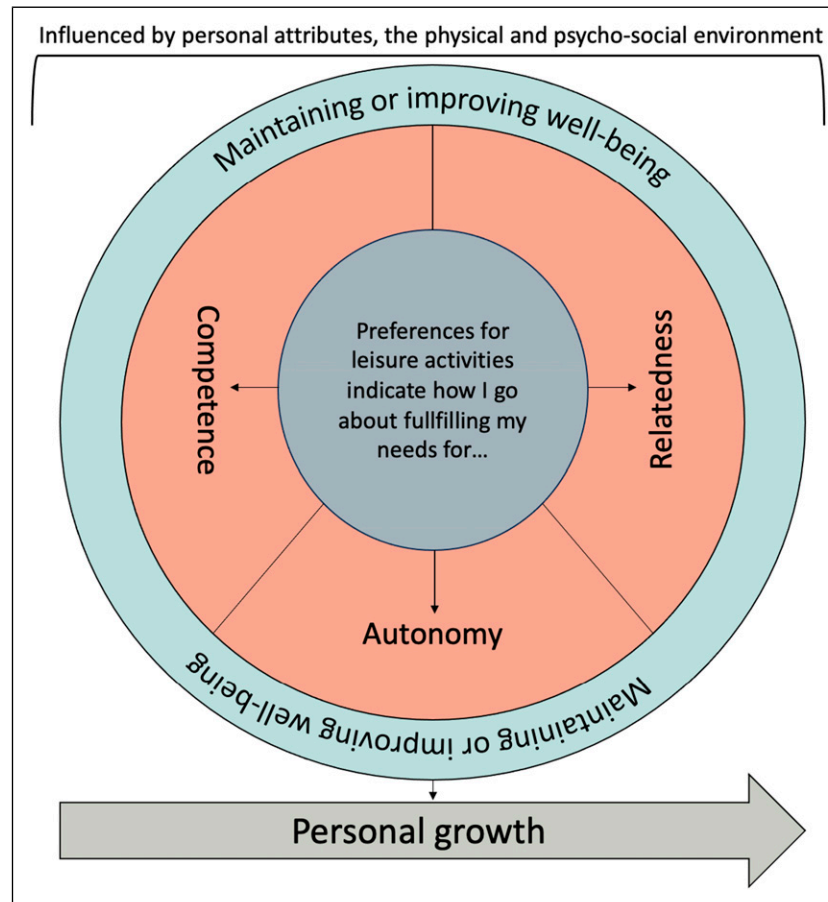 Influenced by personal attributes, the physical and psycho-social environment
Maintaining or improving well-being
Competence
Preferences for
leisure activities
indicate how I go
about fullfilling my
needs for...
Relatedness
Autonomy
Maintaining or improving well-being
Personal growth